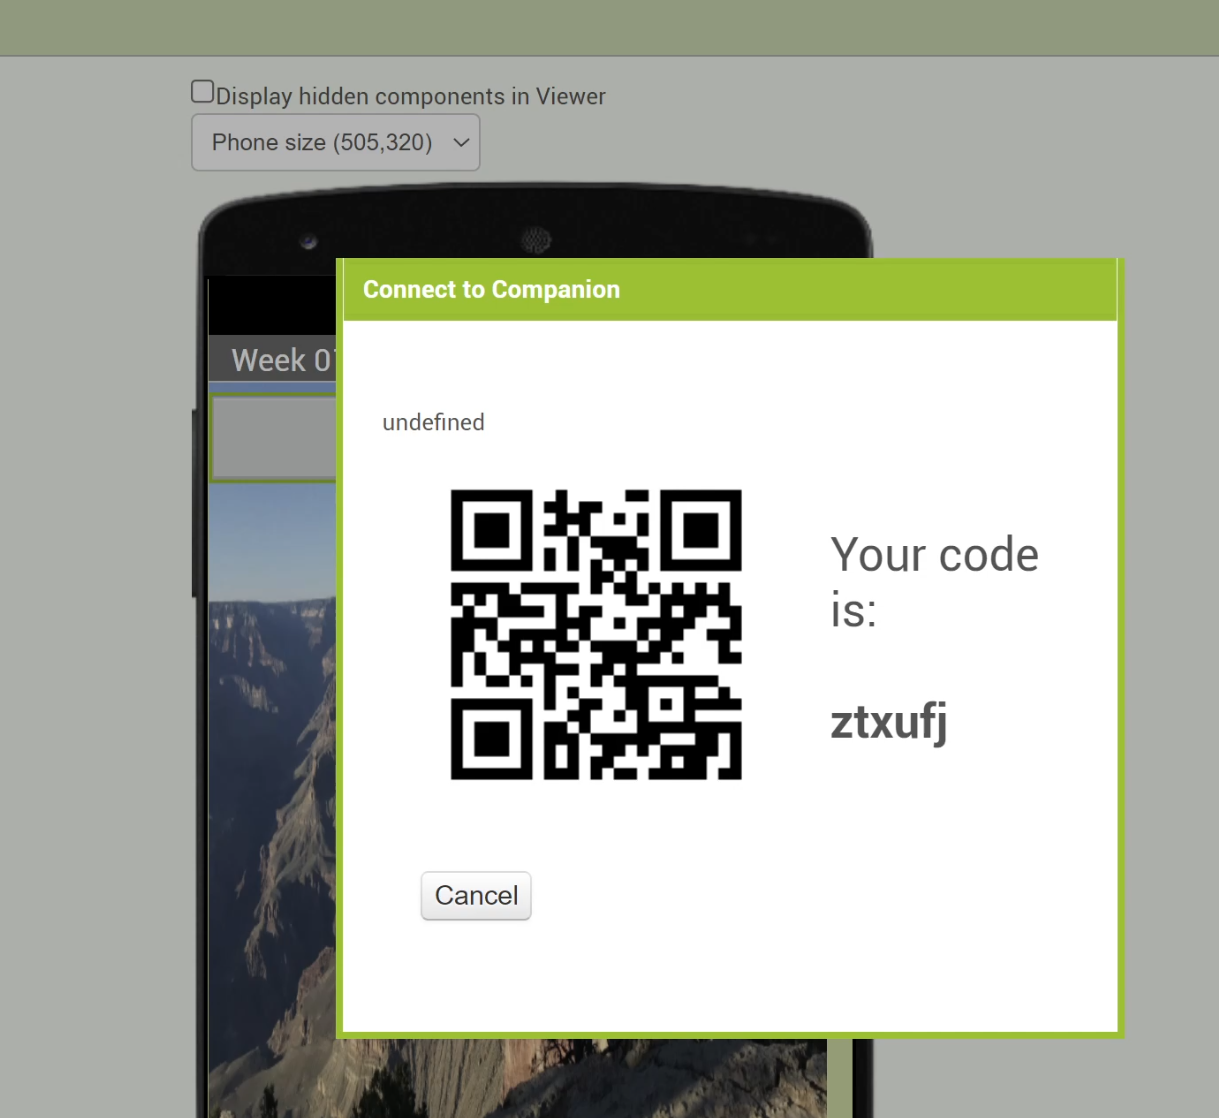 Display hidden components in Viewer
Phone size (505,320)
Connect to Companion
Week 0
undefined
Your code
is:
ztxufj
Cancel